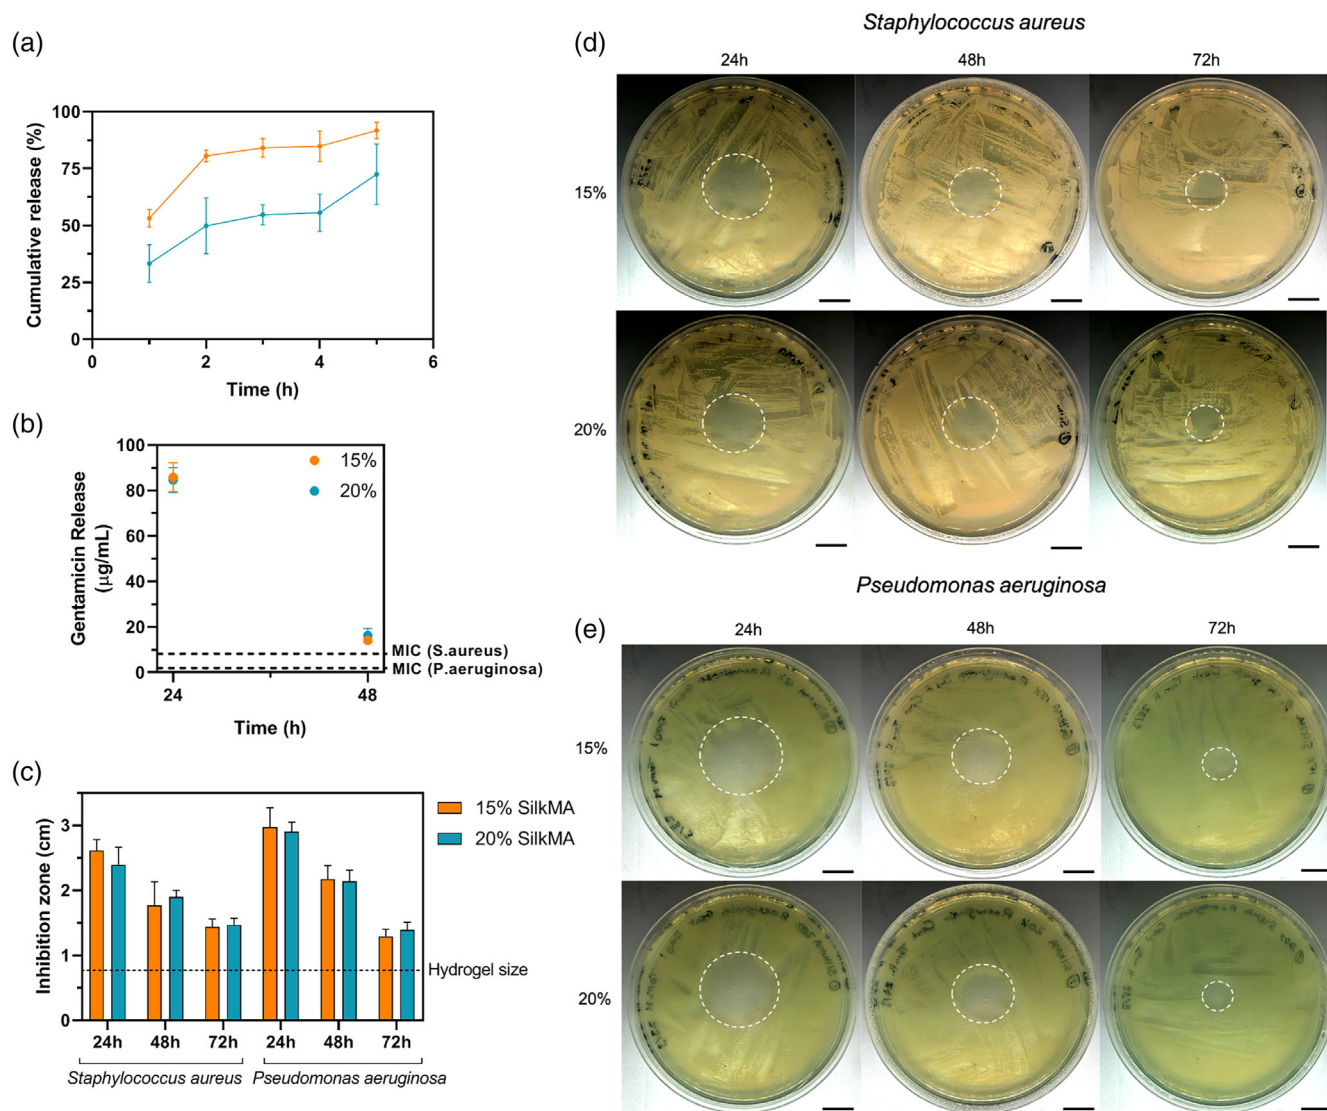 (a)
Cumulative release (%)
100
75
50
25
0
0 2 4 6
Time (h)
(b)
Gentamicin Release
(μg/mL)
100
80
60
40
20
0
15%
20%
MIC (S.aureus)
MIC (P.aeruginosa)
24 48
Time (h)
(c)
Inhibition zone (cm)
3
2
1
0
15% SilkMA
20% SilkMA
Hydrogel size
24h 48h 72h 24h 48h 72h
Staphylococcus aureus Pseudomonas aeruginosa
(d)
Staphylococcus aureus
24h 48h 72h
15%
20%
Pseudomonas aeruginosa
(e)
24h 48h 72h
15%
20%